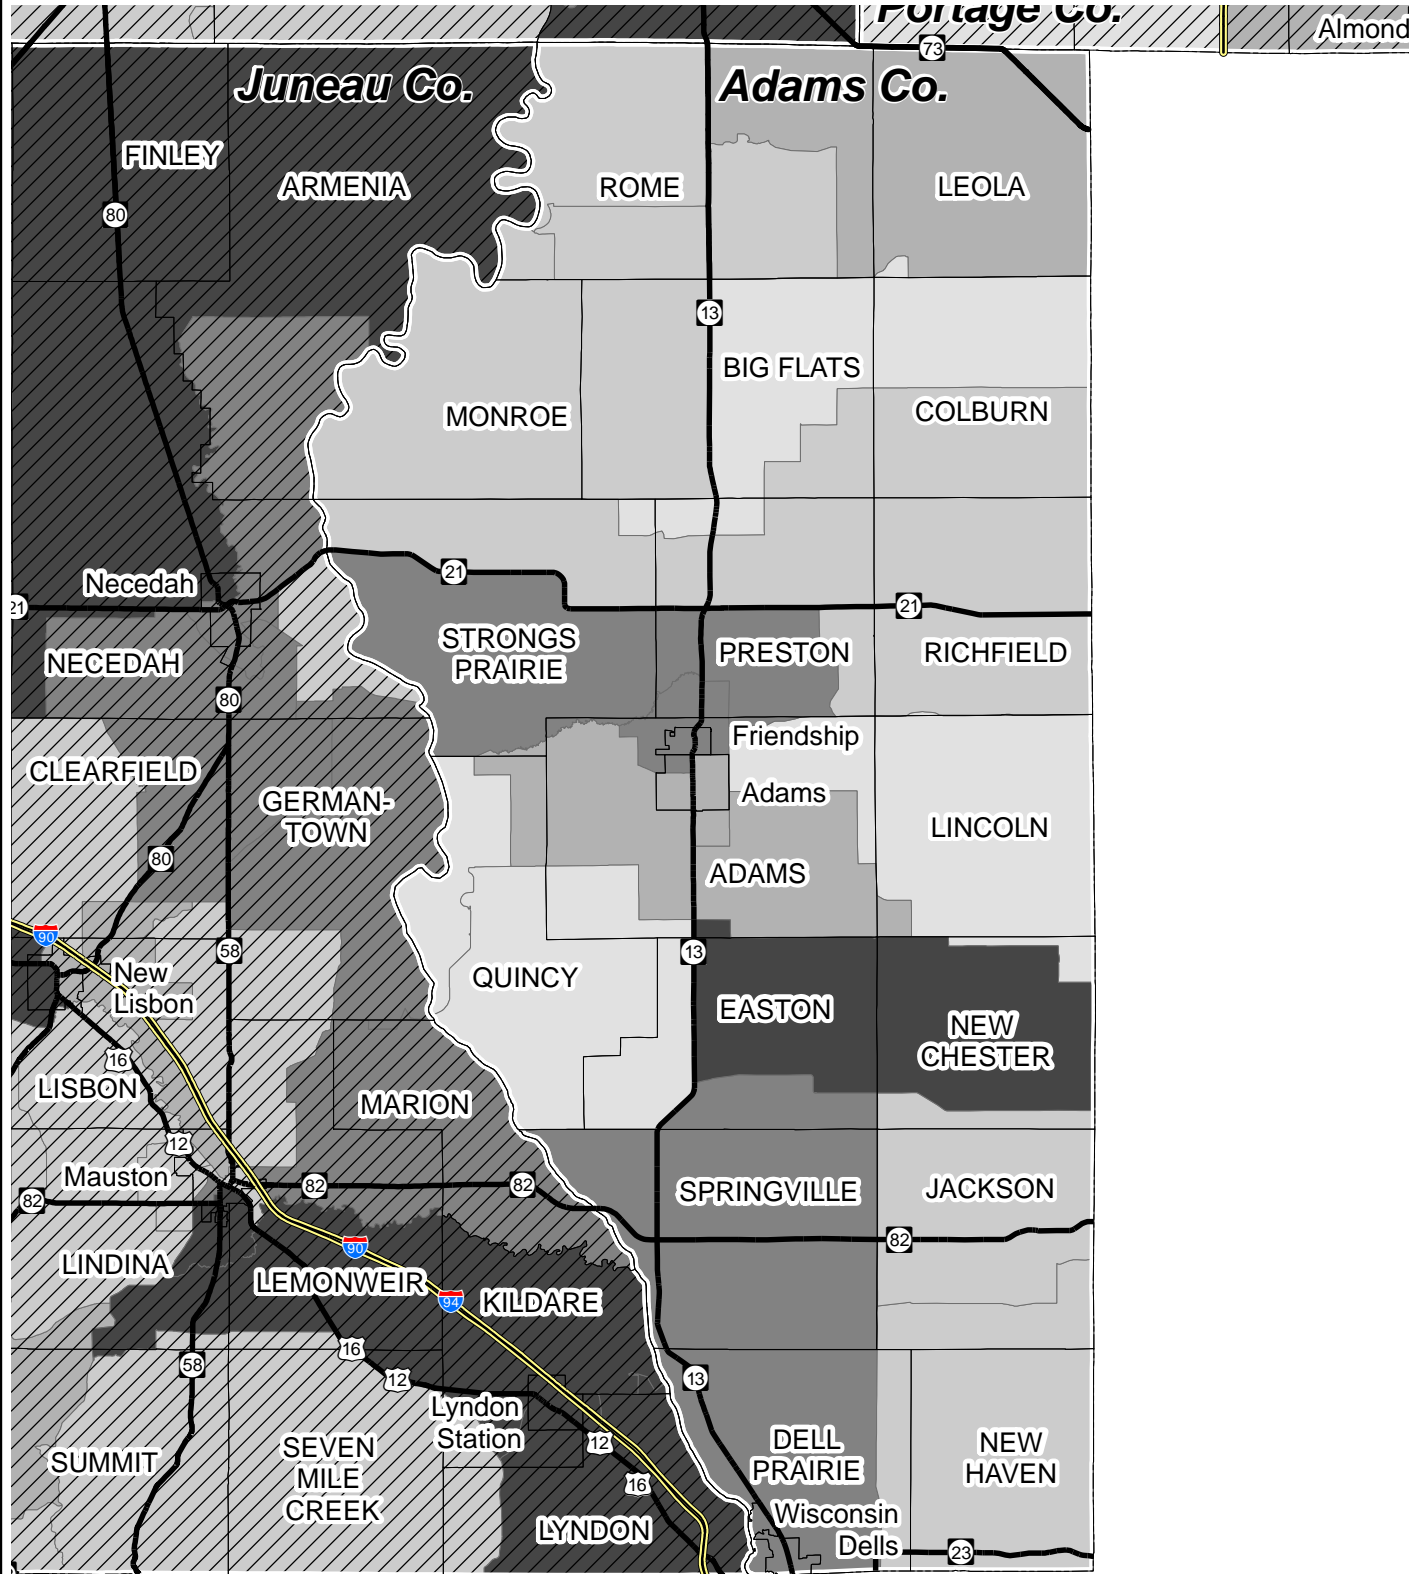 Portage Co.
Almond
73
Juneau Co.
Adams Co.
FINLEY
ARMENIA
ROME
LEOLA
80
13
BIG FLATS
MONROE
COLBURN
21
Necedah
21
21
STRONGS
PRAIRIE
PRESTON
RICHFIELD
NECEDAH
80
Friendship
CLEARFIELD
Adams
GERMAN-
TOWN
LINCOLN
80
ADAMS
90
58
13
New
Lisbon
QUINCY
EASTON
NEW
CHESTER
16
LISBON
MARION
12
Mauston
82
82
82
SPRINGVILLE
JACKSON
82
90
LINDINA
LEMONWEIR
94
KILDARE
16
58
12
13
Lyndon
Station
12
DELL
PRAIRIE
NEW
HAVEN
SUMMIT
SEVEN
MILE
CREEK
16
Wisconsin
Dells
LYNDON
23